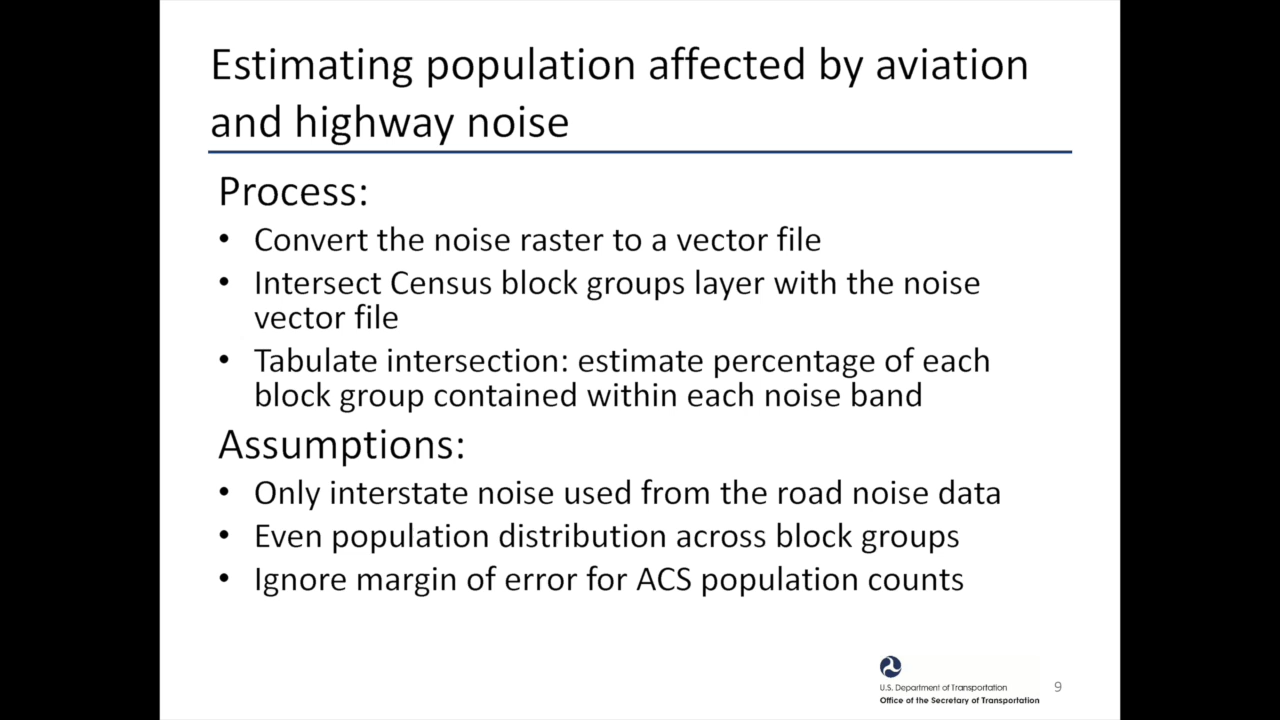 Estimating population affected by aviation
and highway noise
Process:
• Convert the noise raster to a vector file
• Intersect Census block groups layer with the noise
vector file
• Tabulate intersection: estimate percentage of each
block group contained within each noise band
Assumptions:
• Only interstate noise used from the road noise data
• Even population distribution across block groups
• Ignore margin of error for ACS population counts
U.S. Department of Transportation
Office of the Secretary of Transportation
9